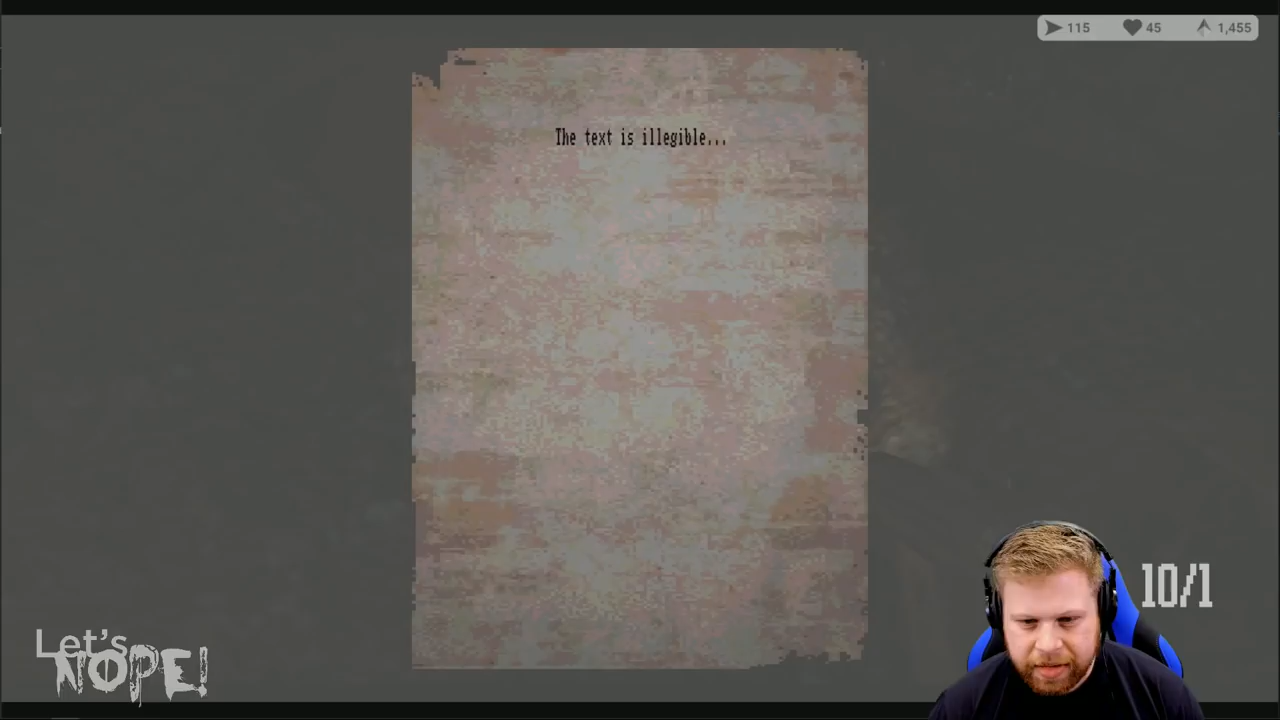 115 45 1,455
The text is illegible...
10/1
Let's
NOPE!